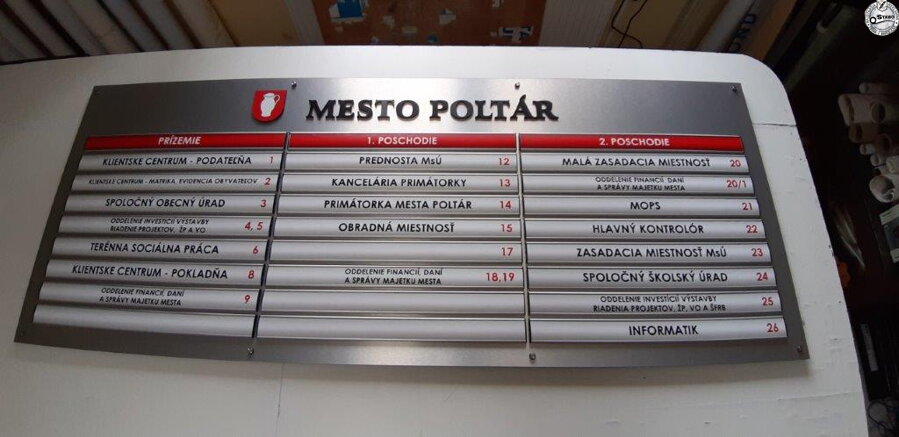 MESTO POLTÁR
PRÍZEMIE
KLIENTSKE CENTRUM - PODATEĽŇA 1
KLIENTSKE CENTRUM - MATRIKA, EVIDENCIA OBYVATEĽOV 2
SPOLOČNÝ OBECNÝ ÚRAD 3
ODDELENIE INVESTÍCIÍ VÝSTAVBY
RIADENIE PROJEKTOV, ŽP A VO 4, 5
TERÉNNA SOCIÁLNA PRÁCA 6
KLIENTSKE CENTRUM - POKLADŇA 8
ODDELENIE FINANCIÍ, DANÍ
A SPRÁVY MAJETKU MESTA 9
1. POSCHODIE
PREDNOSTA MsÚ 12
KANCELÁRIA PRIMÁTORKY 13
PRIMÁTORKA MESTA POLTÁR 14
OBRADNÁ MIESTNOSŤ 15
17
ODDELENIE FINANCIÍ, DANÍ
A SPRÁVY MAJETKU MESTA 18,19
2. POSCHODIE
MALÁ ZASADACIA MIESTNOSŤ 20
ODDELENIE FINANCIÍ, DANÍ
A SPRÁVY MAJETKU MESTA 20/1
MOPS 21
HLAVNÝ KONTROLÓR 22
ZASADACIA MIESTNOSŤ MsÚ 23
SPOLOČNÝ ŠKOLSKÝ ÚRAD 24
ODDELENIE INVESTÍCIÍ VÝSTAVBY
RIADENIA PROJEKTOV, ŽP, VO A ŠFRB 25
INFORMATIK 26